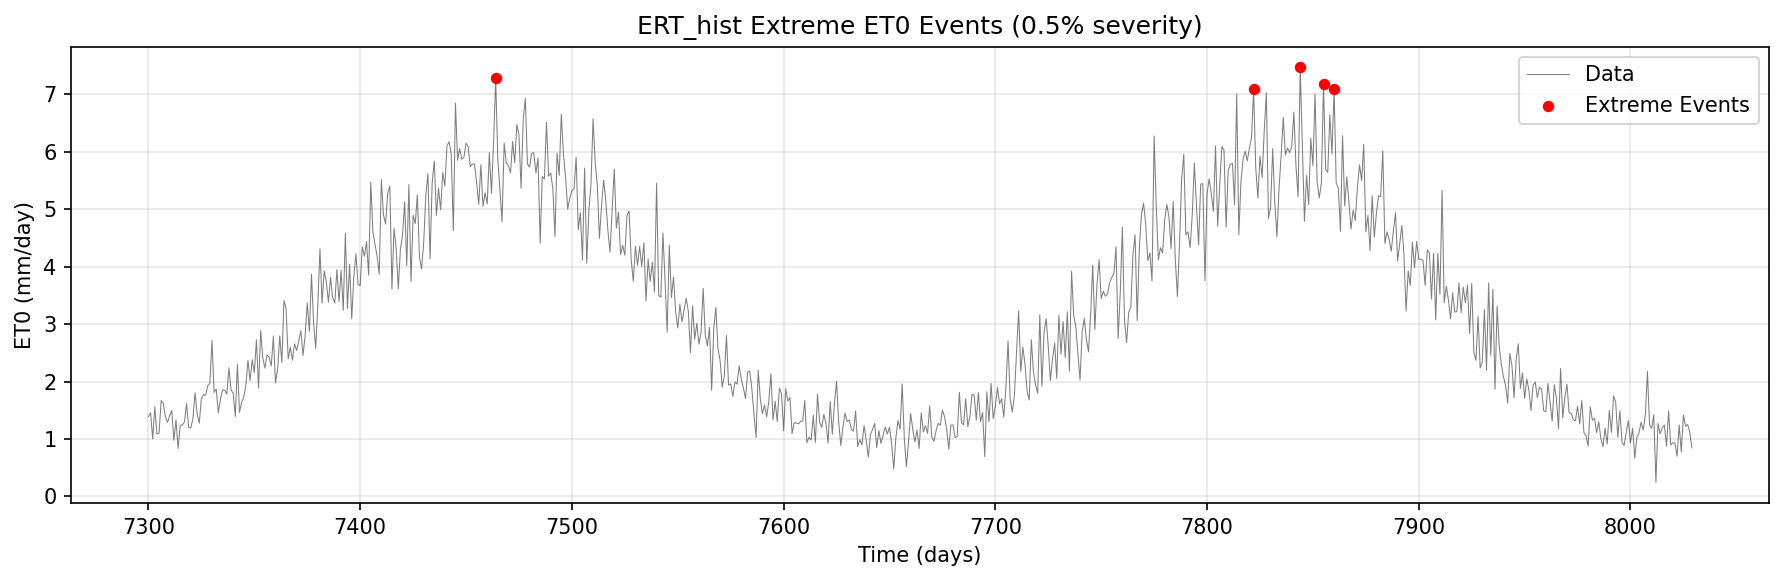 ERT_hist Extreme ET0 Events (0.5% severity)
Data
Extreme Events
ET0 (mm/day)
7
6
5
4
3
2
1
0
7300 7400 7500 7600 7700 7800 7900 8000
Time (days)